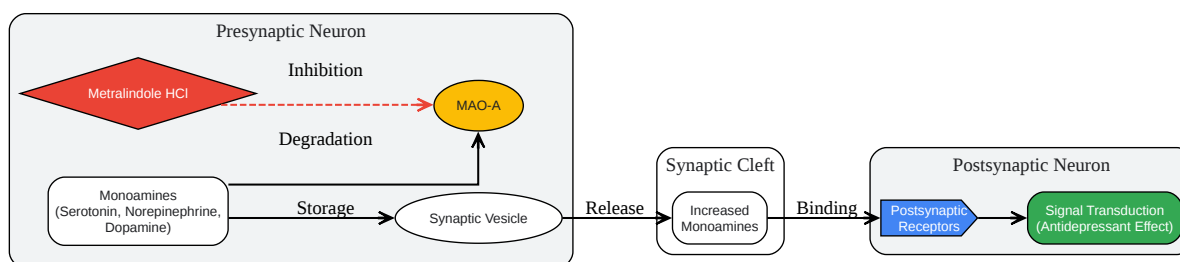 Presynaptic Neuron
Metralindole HCl
Inhibition
MAO-A
Degradation
Monoamines
(Serotonin, Norepinephrine,
Dopamine)
Storage
Synaptic Vesicle
Release
Synaptic Cleft
Increased
Monoamines
Binding
Postsynaptic Neuron
Postsynaptic
Receptors
Signal Transduction
(Antidepressant Effect)